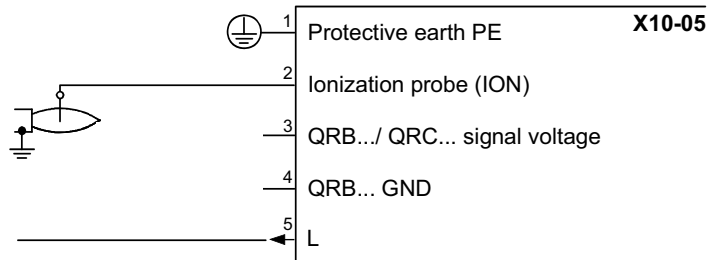 X10-05
1 Protective earth PE
2 Ionization probe (ION)
3 QRB.../ QRC... signal voltage
4 QRB... GND
5 L